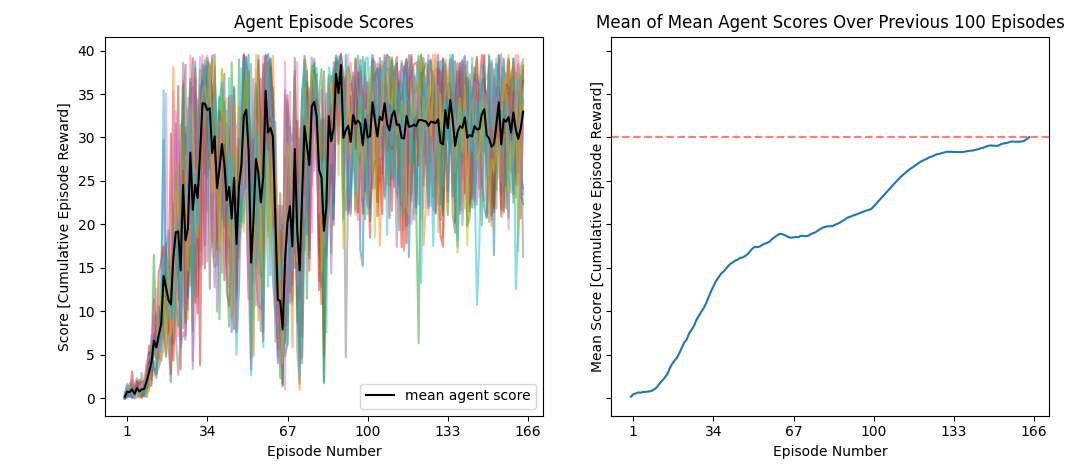 Agent Episode Scores
Score [Cumulative Episode Reward]
40
35
30
25
20
15
10
5
0
mean agent score
1 34 67 100 133 166
Episode Number
Mean of Mean Agent Scores Over Previous 100 Episodes
Mean Score [Cumulative Episode Reward]
1 34 67 100 133 166
Episode Number